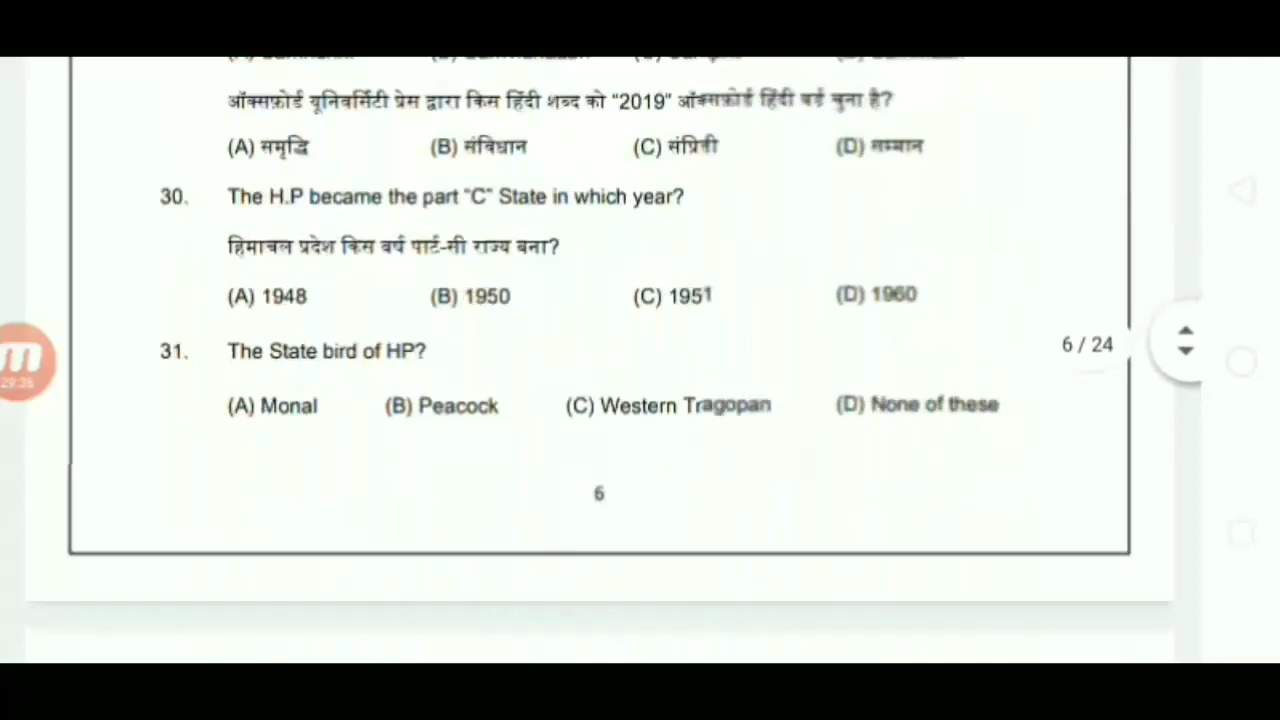 ऑक्सफ़ोर्ड यूनिवर्सिटी प्रेस द्वारा किस हिंदी शब्द को "2019" ऑक्सफ़ोर्ड हिंदी वर्ड चुना है?
(A) समृद्धि (B) संविधान (C) संप्रिती (D) सम्मान
30. The H.P became the part "C" State in which year?
हिमाचल प्रदेश किस वर्ष पार्ट-सी राज्य बना?
(A) 1948 (B) 1950 (C) 1951 (D) 1960
31. The State bird of HP?
6 / 24
29:36
(A) Monal (B) Peacock (C) Western Tragopan (D) None of these
6